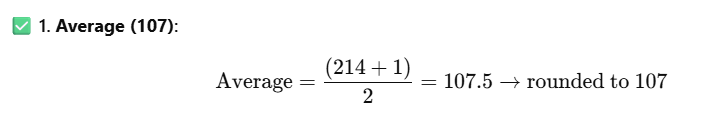 ✅ 1. Average (107):
Average = (214 + 1) / 2 = 107.5 → rounded to 107